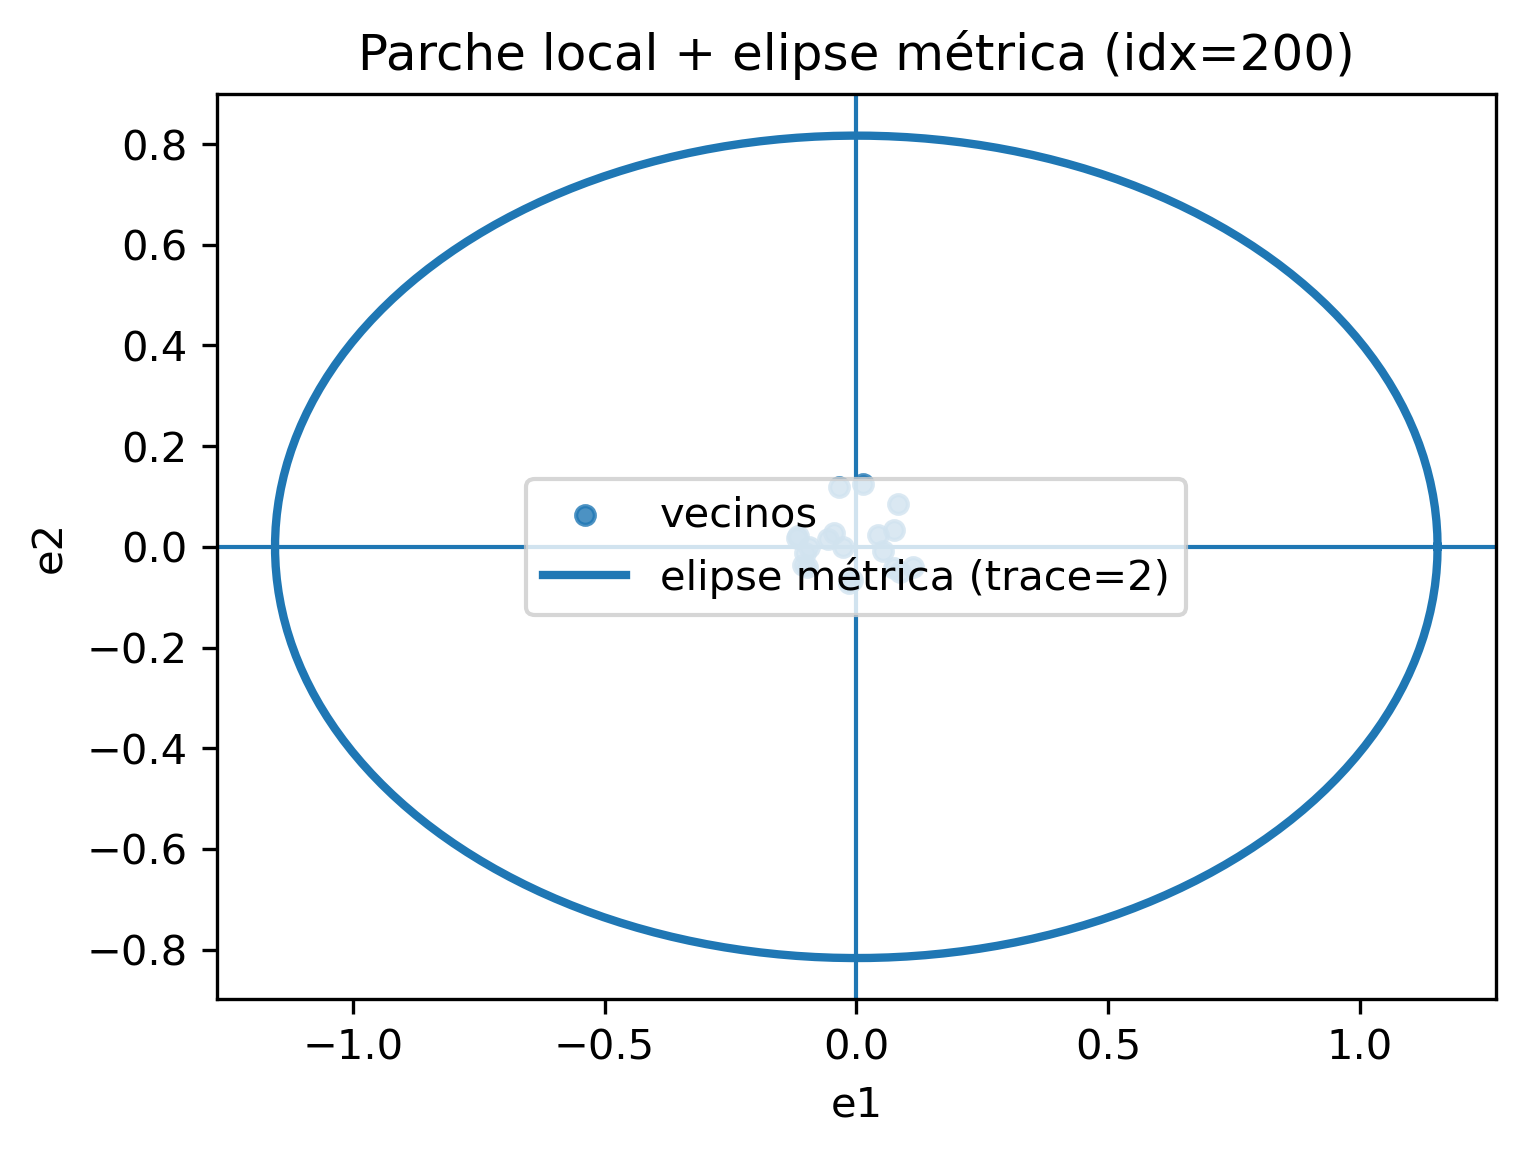 Parche local + elipse métrica (idx=200)
0.8
0.6
0.4
0.2
0.0
−0.2
−0.4
−0.6
−0.8
e2
vecinos
elipse métrica (trace=2)
−1.0 −0.5 0.0 0.5 1.0
e1